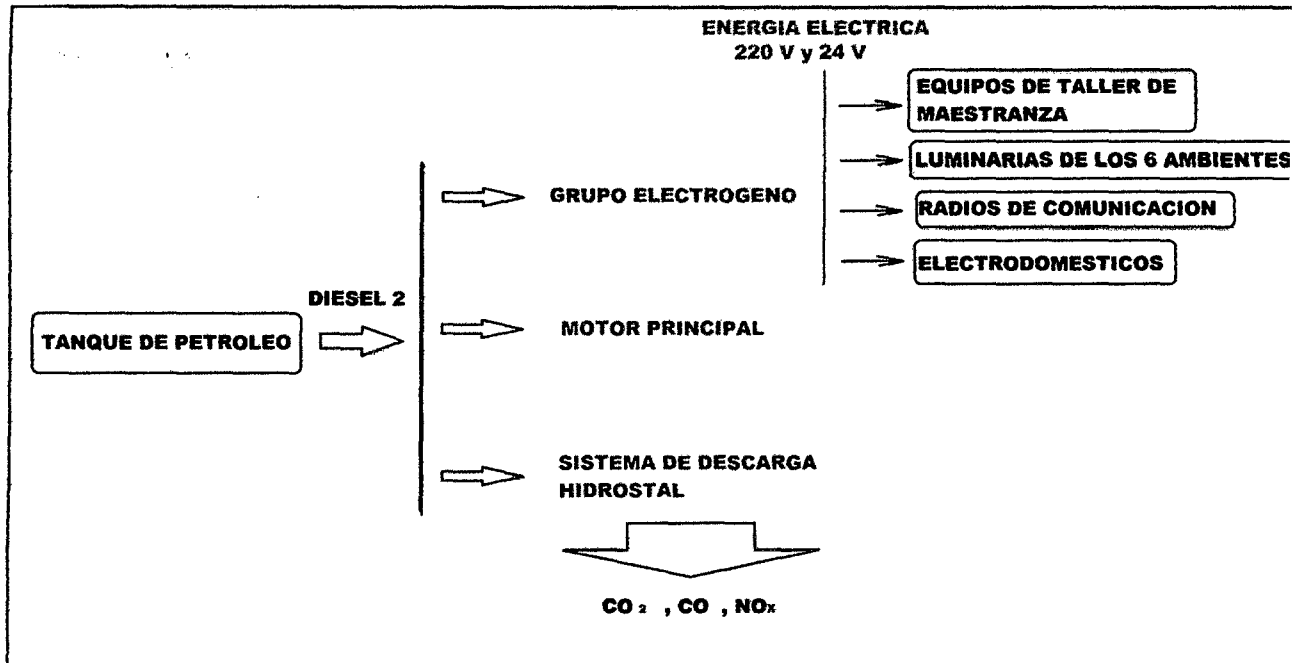 ENERGIA ELECTRICA
220 V y 24 V
EQUIPOS DE TALLER DE
MAESTRANZA
LUMINARIAS DE LOS 6 AMBIENTES
GRUPO ELECTROGENO
RADIOS DE COMUNICACION
ELECTRODOMESTICOS
DIESEL 2
TANQUE DE PETROLEO
MOTOR PRINCIPAL
SISTEMA DE DESCARGA
HIDROSTAL
CO₂ , CO , NOx